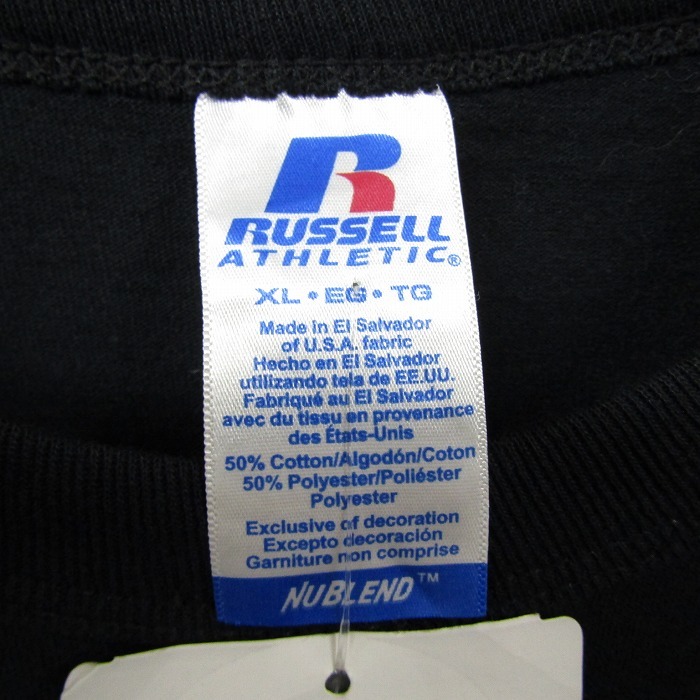 RUSSELL
ATHLETIC®
XL • EG • TG
Made in El Salvador
of U.S.A. fabric
Hecho en El Salvador
utilizando tela de EE.UU.
Fabriqué au El Salvador
avec du tissu en provenance
des États-Unis
50% Cotton/Algodón/Coton
50% Polyester/Poliéster
Polyester
Exclusive of decoration
Excepto decoración
Garniture non comprise
NUBLEND™